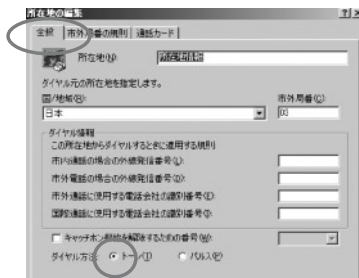 所在地の編集
全般 市外局番の規則 通話カード
所在地(N): 所在地情報
ダイヤル元の所在地を指定します。
国/地域(R): 市外局番(C):
日本 03
ダイヤル情報
この所在地からダイヤルするときに適用する規則
市内通話の場合の外線発信番号(L):
市外電話の場合の外線発信番号(O):
市外通話に使用する電話会社の識別番号(E):
国際通話に使用する電話会社の識別番号(I):
キャッチホン機能を解除するための番号(W):
ダイヤル方法: トーン(T) パルス(P)